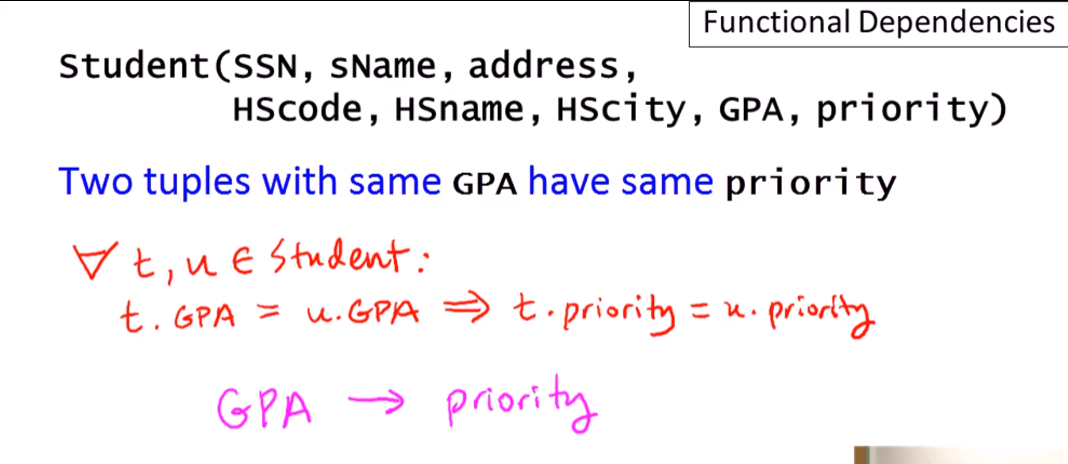 Functional Dependencies
Student(SSN, sName, address,
HScode, HSname, HScity, GPA, priority)
Two tuples with same GPA have same priority
∀ t, u ∈ Student:
t.GPA = u.GPA ⇒ t.priority = u.priority
GPA → priority